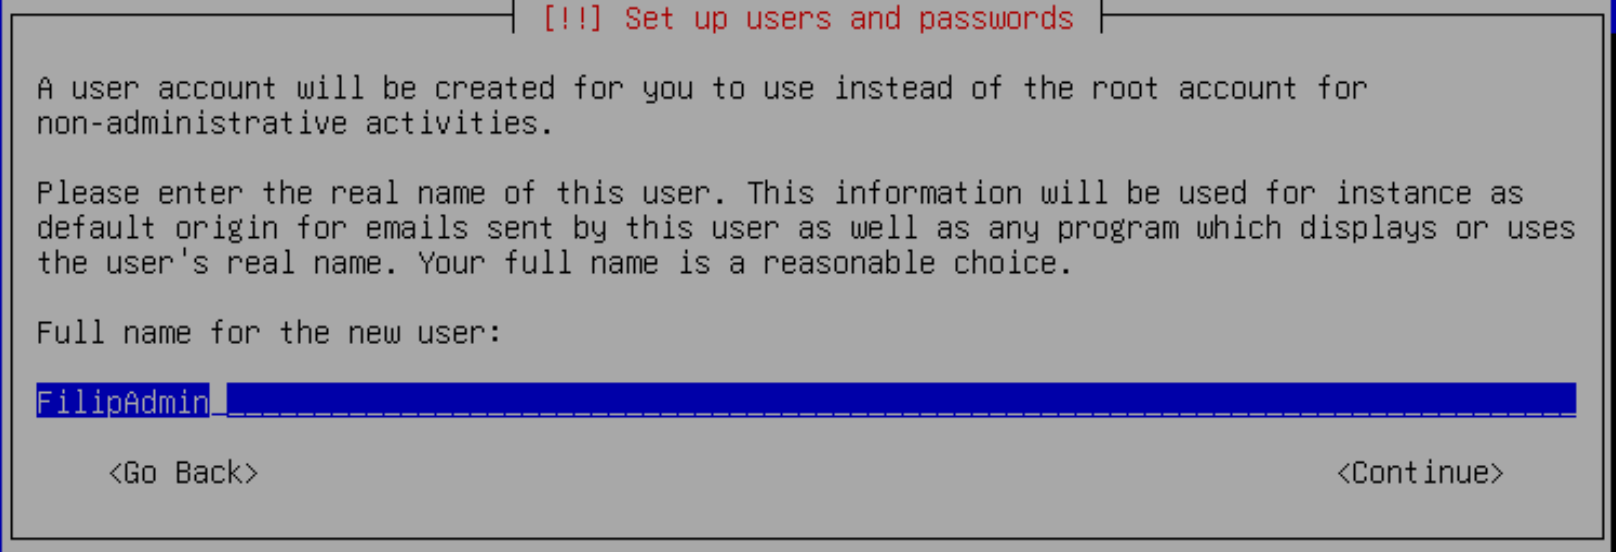 [!!] Set up users and passwords
A user account will be created for you to use instead of the root account for
non-administrative activities.
Please enter the real name of this user. This information will be used for instance as
default origin for emails sent by this user as well as any program which displays or uses
the user's real name. Your full name is a reasonable choice.
Full name for the new user:
FilipAdmin
<Go Back> <Continue>